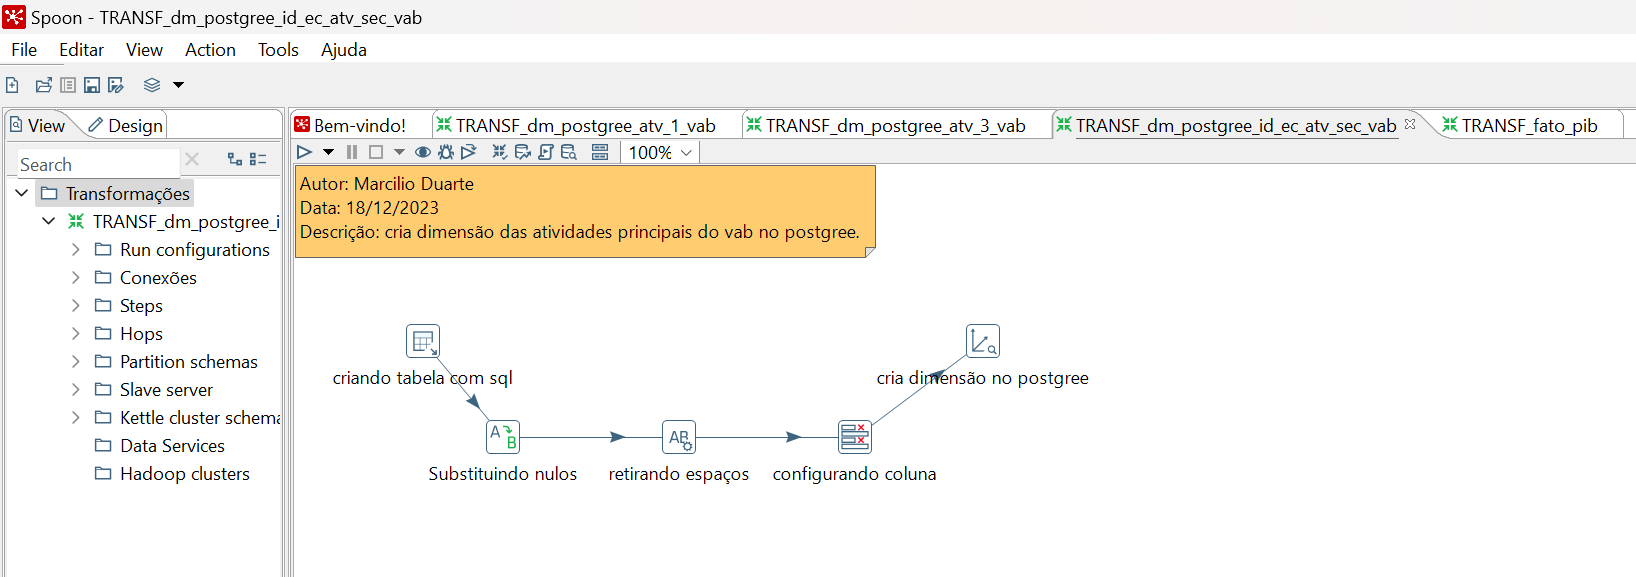 Spoon - TRANSF_dm_postgree_id_ec_atv_sec_vab
File Editar View Action Tools Ajuda
View Design
Bem-vindo! TRANSF_dm_postgree_atv_1_vab TRANSF_dm_postgree_atv_3_vab TRANSF_dm_postgree_id_ec_atv_sec_vab TRANSF_fato_pib
100%
Search
Transformações
TRANSF_dm_postgree_i
Run configurations
Conexões
Steps
Hops
Partition schemas
Slave server
Kettle cluster schema
Data Services
Hadoop clusters
Autor: Marcilio Duarte
Data: 18/12/2023
Descrição: cria dimensão das atividades principais do vab no postgree.
criando tabela com sql
cria dimensão no postgree
A B
AB
Substituindo nulos
retirando espaços
configurando coluna